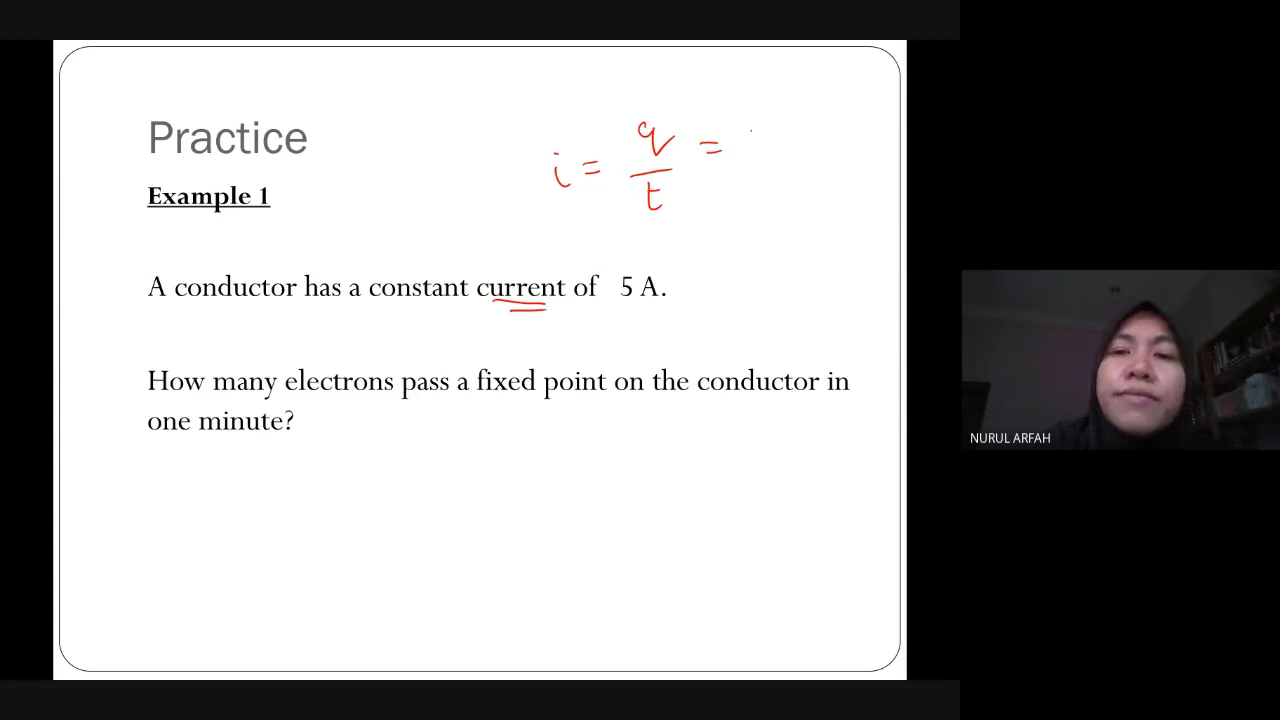 Practice
i = q/t =
Example 1
A conductor has a constant current of 5 A.
How many electrons pass a fixed point on the conductor in
one minute?
NURUL ARFAH